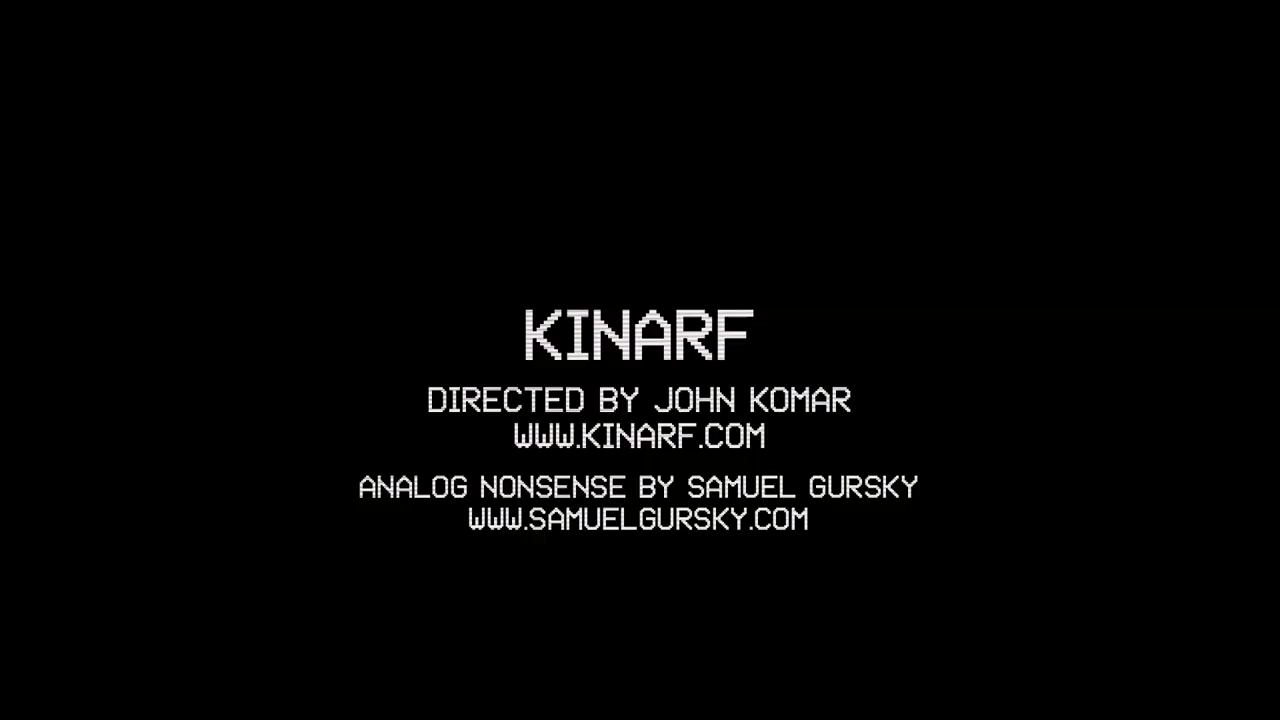 KINARF
DIRECTED BY JOHN KOMAR
WWW.KINARF.COM
ANALOG NONSENSE BY SAMUEL GURSKY
WWW.SAMUELGURSKY.COM